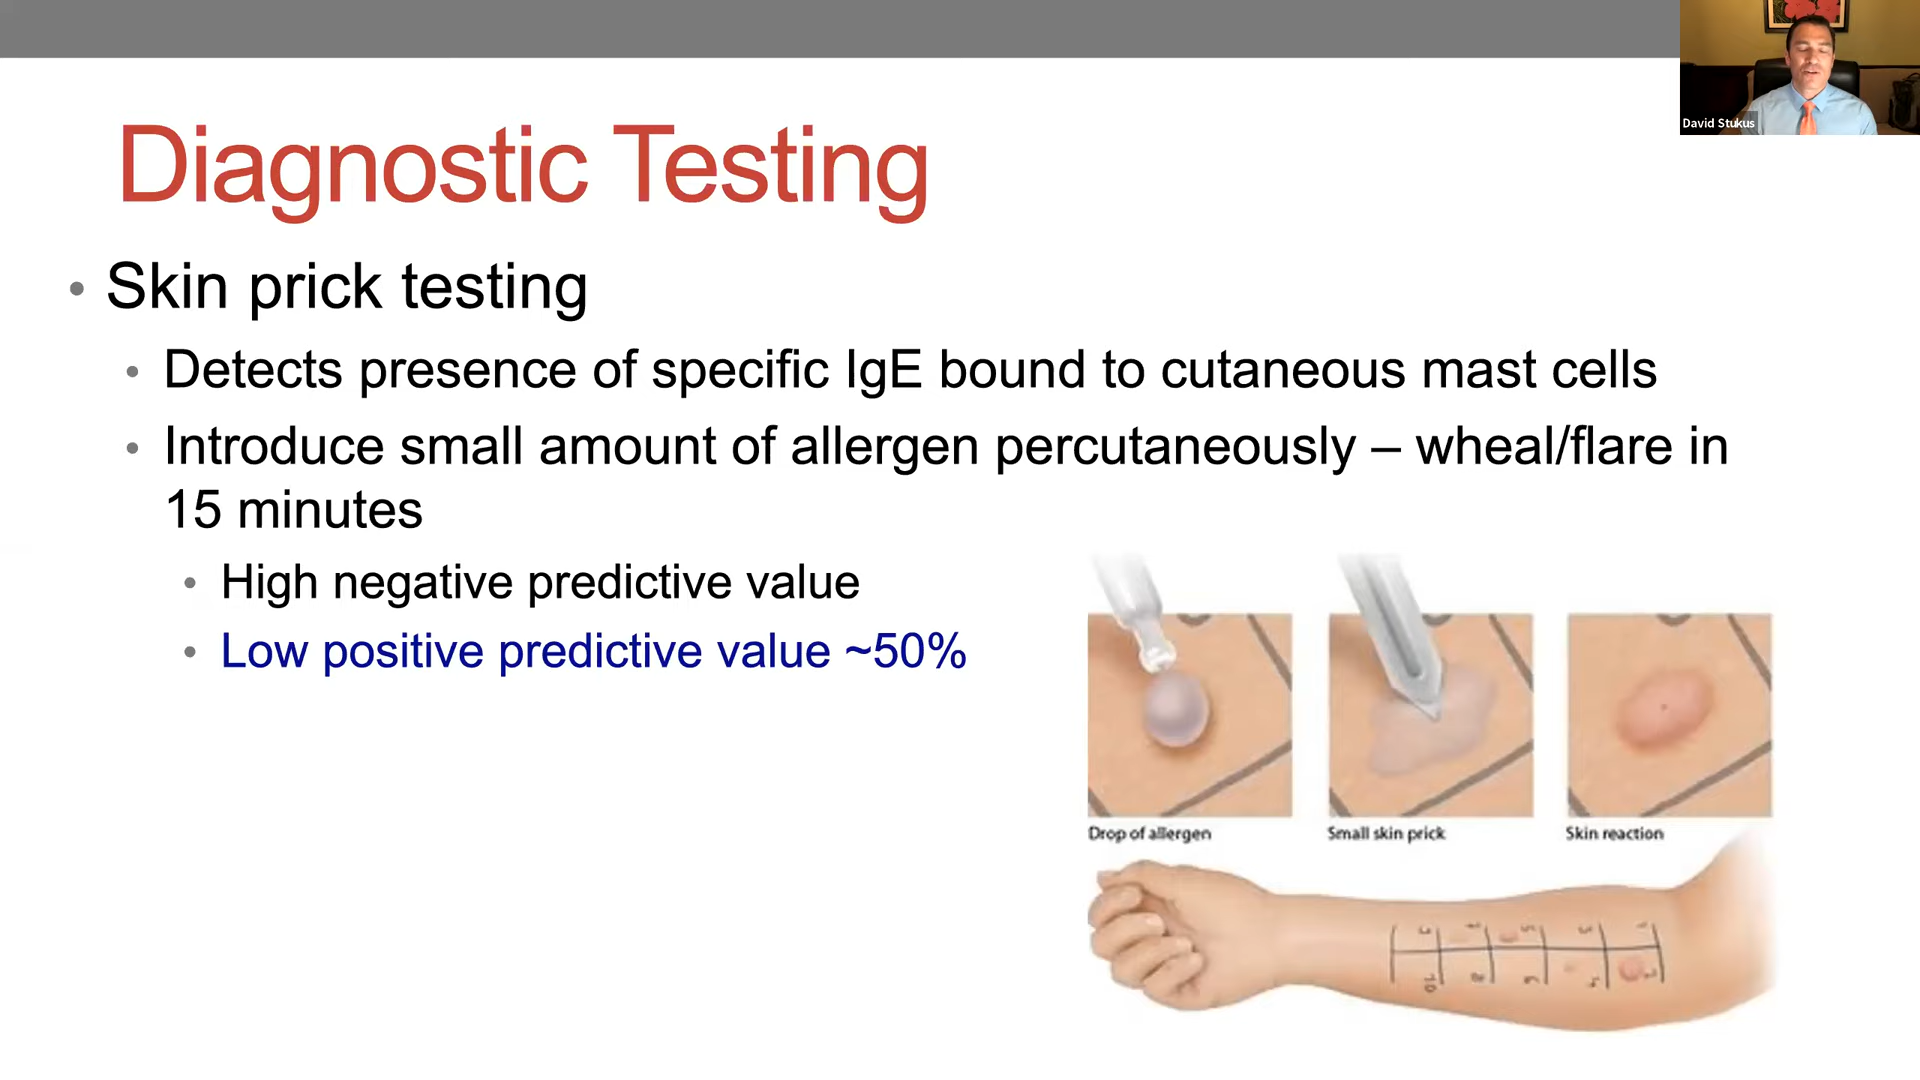 David Stukus
Diagnostic Testing
• Skin prick testing
• Detects presence of specific IgE bound to cutaneous mast cells
• Introduce small amount of allergen percutaneously – wheal/flare in
15 minutes
• High negative predictive value
• Low positive predictive value ~50%
Drop of allergen
Small skin prick
Skin reaction